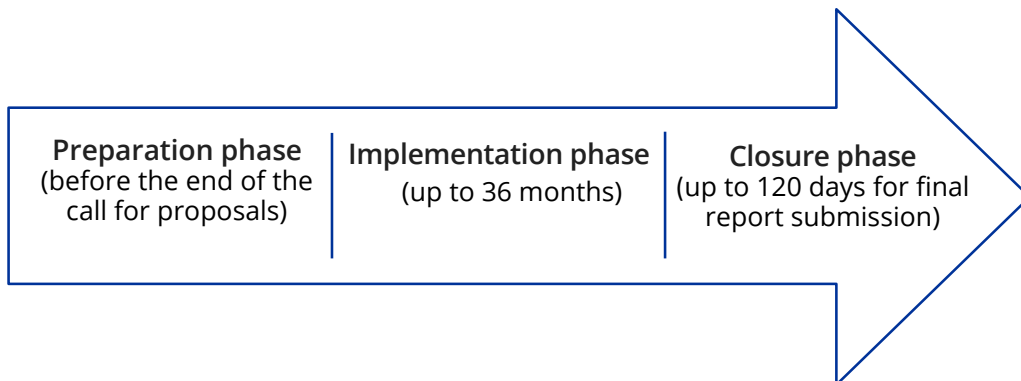 Preparation phase
(before the end of the
call for proposals)
Implementation phase
(up to 36 months)
Closure phase
(up to 120 days for final
report submission)